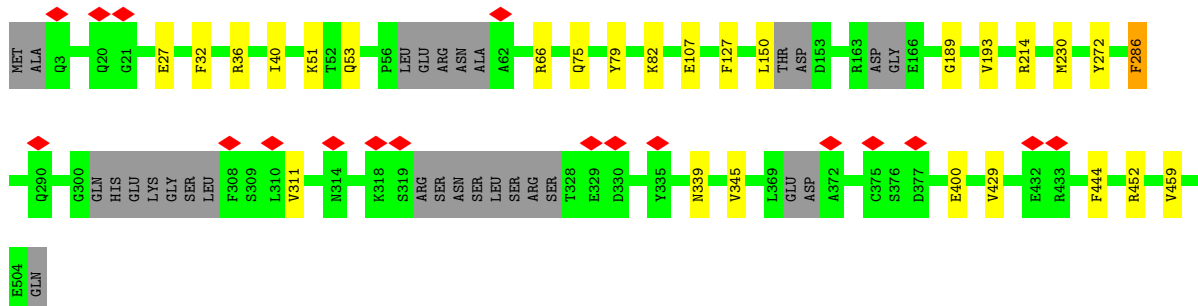 MET ALA Q3 Q20 G21 E27 F32 R36 I40 K51 T52 Q53 P56 LEU GLU ARG ASN ALA A62 R66 Q75 Y79 K82 E107 F127 L150 THR ASP D153 R163 ASP GLY E166 G189 V193 R214 M230 Y272 F286
Q290 G300 GLN HIS GLU LYS GLY SER LEU F308 S309 L310 V311 N314 K318 S319 ARG SER ASN SER LEU SER ARG SER T328 E329 D330 Y335 N339 V345 L369 GLU ASP A372 C375 S376 D377 E400 V429 E432 R433 F444 R452 V459
E504 GLN